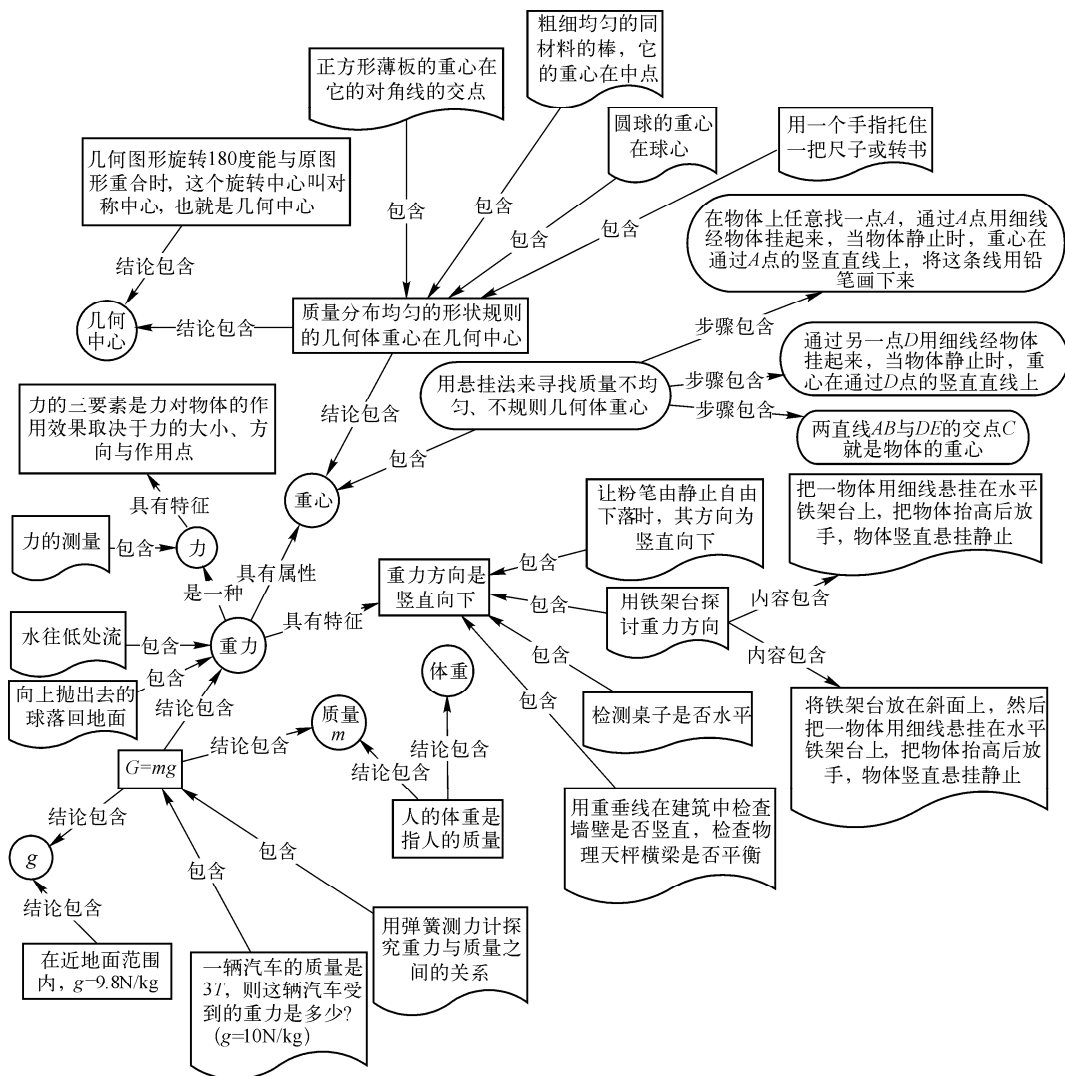 粗细均匀的同
材料的棒，它
的重心在中点
正方形薄板的重心在
它的对角线的交点
圆球的重心
在球心
用一个手指托住
一把尺子或转书
几何图形旋转180度能与原图
形重合时，这个旋转中心叫对
称中心，也就是几何中心
包含
包含
包含
包含
在物体上任意找一点A，通过A点用细线
经物体挂起来，当物体静止时，重心在
通过A点的竖直直线上，将这条线用铅
笔画下来
结论包含
几何
中心
结论包含
质量分布均匀的形状规则
的几何体重心在几何中心
步骤包含
通过另一点D用细线经物体
挂起来，当物体静止时，重
心在通过D点的竖直直线上
用悬挂法来寻找质量不均
匀、不规则几何体重心
步骤包含
步骤包含
两直线AB与DE的交点C
就是物体的重心
结论包含
包含
力的三要素是力对物体的作
用效果取决于力的大小、方
向与作用点
具有特征
重心
让粉笔由静止自由
下落时，其方向为
竖直向下
把一物体用细线悬挂在水平
铁架台上，把物体抬高后放
手，物体竖直悬挂静止
力的测量
包含
力
是一种
具有属性
重力方向是
竖直向下
包含
包含
用铁架台探
讨重力方向
内容包含
内容包含
水往低处流
包含
重力
具有特征
向上抛出去的
球落回地面
包含
结论包含
体重
包含
包含
检测桌子是否水平
将铁架台放在斜面上，然后
把一物体用细线悬挂在水平
铁架台上，把物体抬高后放
手，物体竖直悬挂静止
质量
m
结论包含
结论包含
结论包含
G=mg
结论包含
人的体重是
指人的质量
用重垂线在建筑中检查
墙壁是否竖直，检查物
理天枰横梁是否平衡
g
包含
包含
结论包含
在近地面范围
内，g=9.8N/kg
一辆汽车的质量是
3T，则这辆汽车受
到的重力是多少?
（g=10N/kg）
用弹簧测力计探
究重力与质量之
间的关系